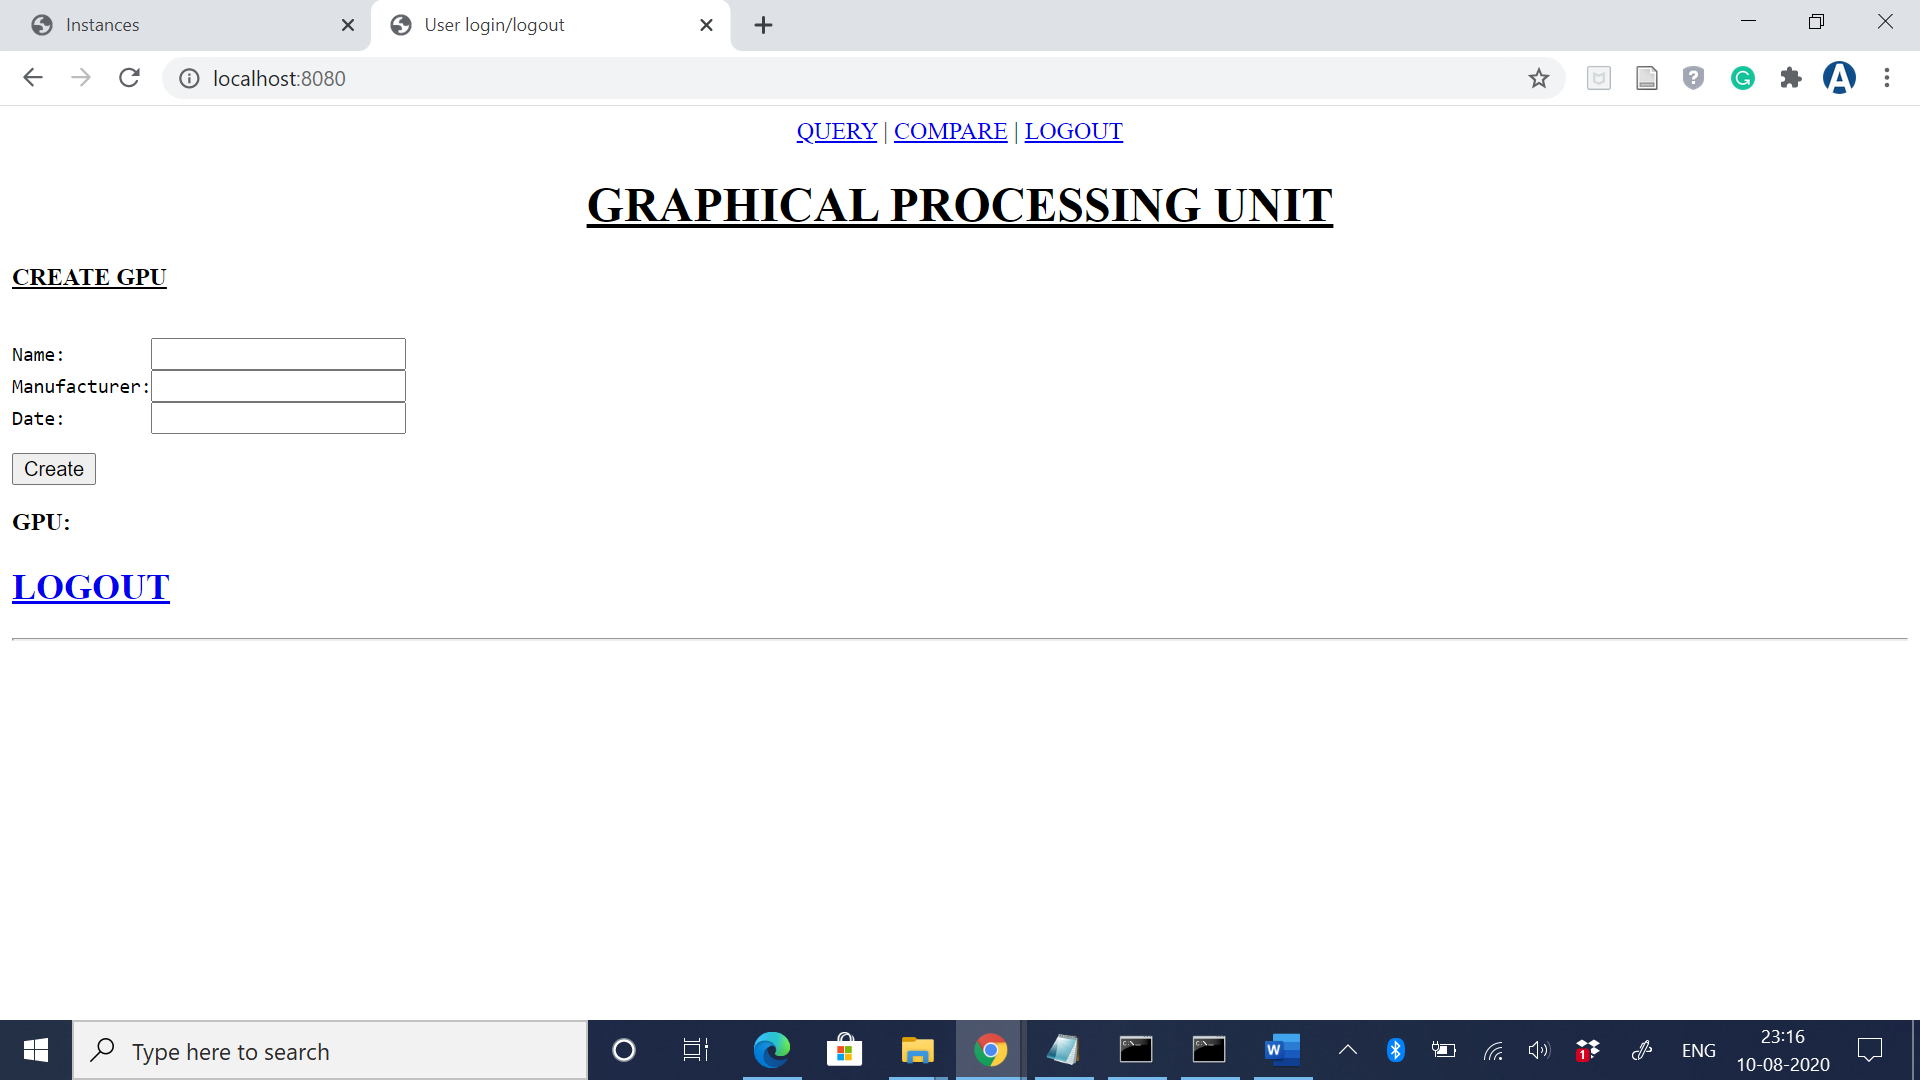 Instances
User login/logout
localhost:8080
QUERY | COMPARE | LOGOUT
GRAPHICAL PROCESSING UNIT
CREATE GPU
Name:
Manufacturer:
Date:
Create
GPU:
LOGOUT
Type here to search
ENG
23:16
10-08-2020